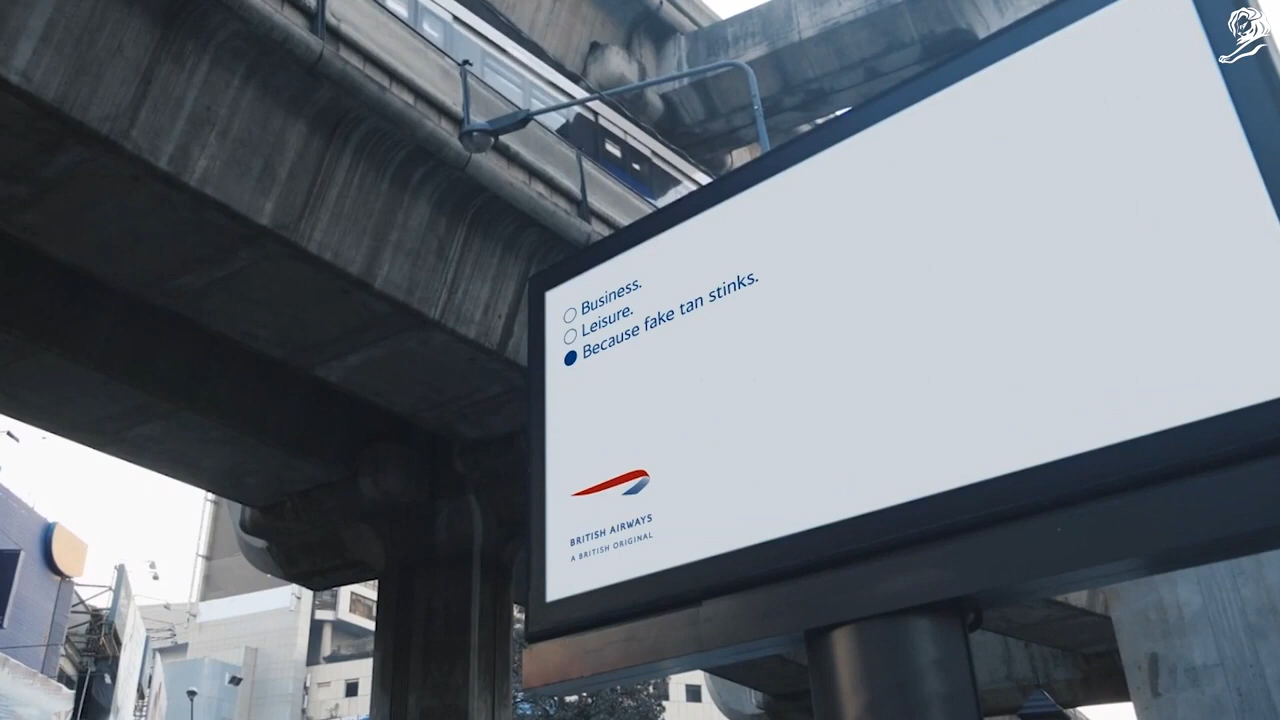 Business.
Leisure.
Because fake tan stinks.
BRITISH AIRWAYS
A BRITISH ORIGINAL